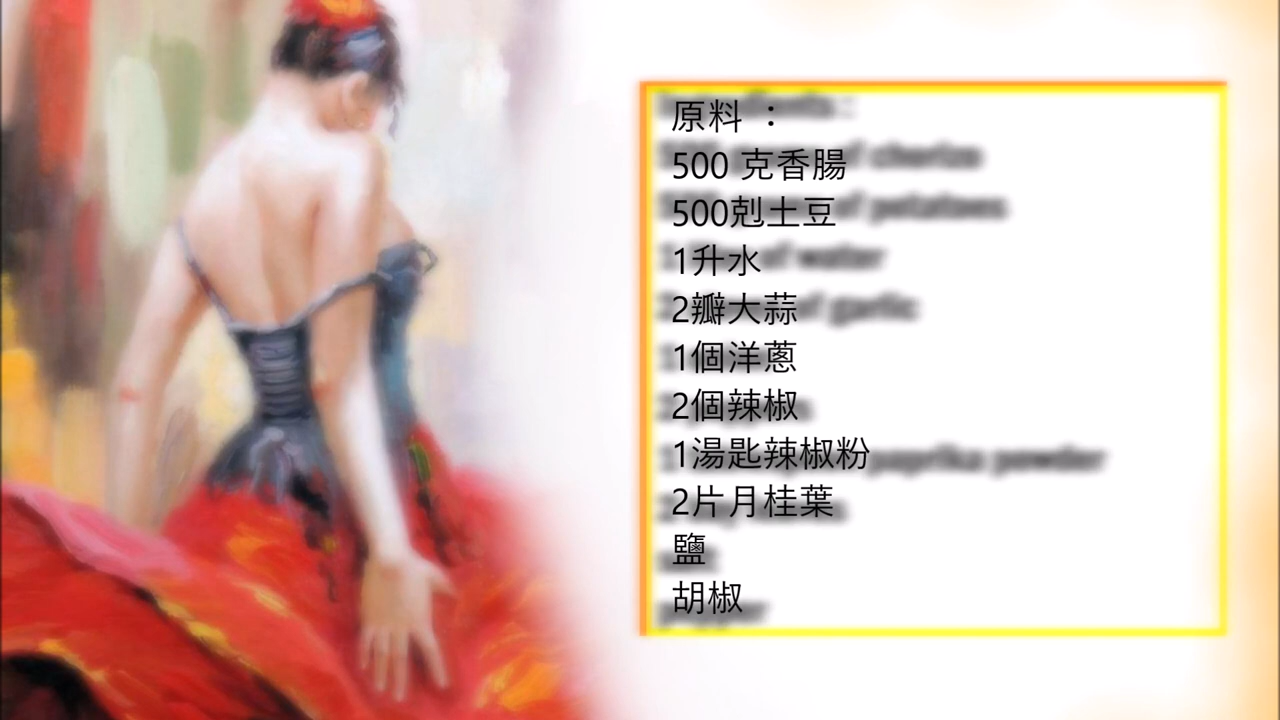 原料 ：
500 克香腸
500剋土豆
1升水
2瓣大蒜
1個洋蔥
2個辣椒
1湯匙辣椒粉
2片月桂葉
鹽
胡椒